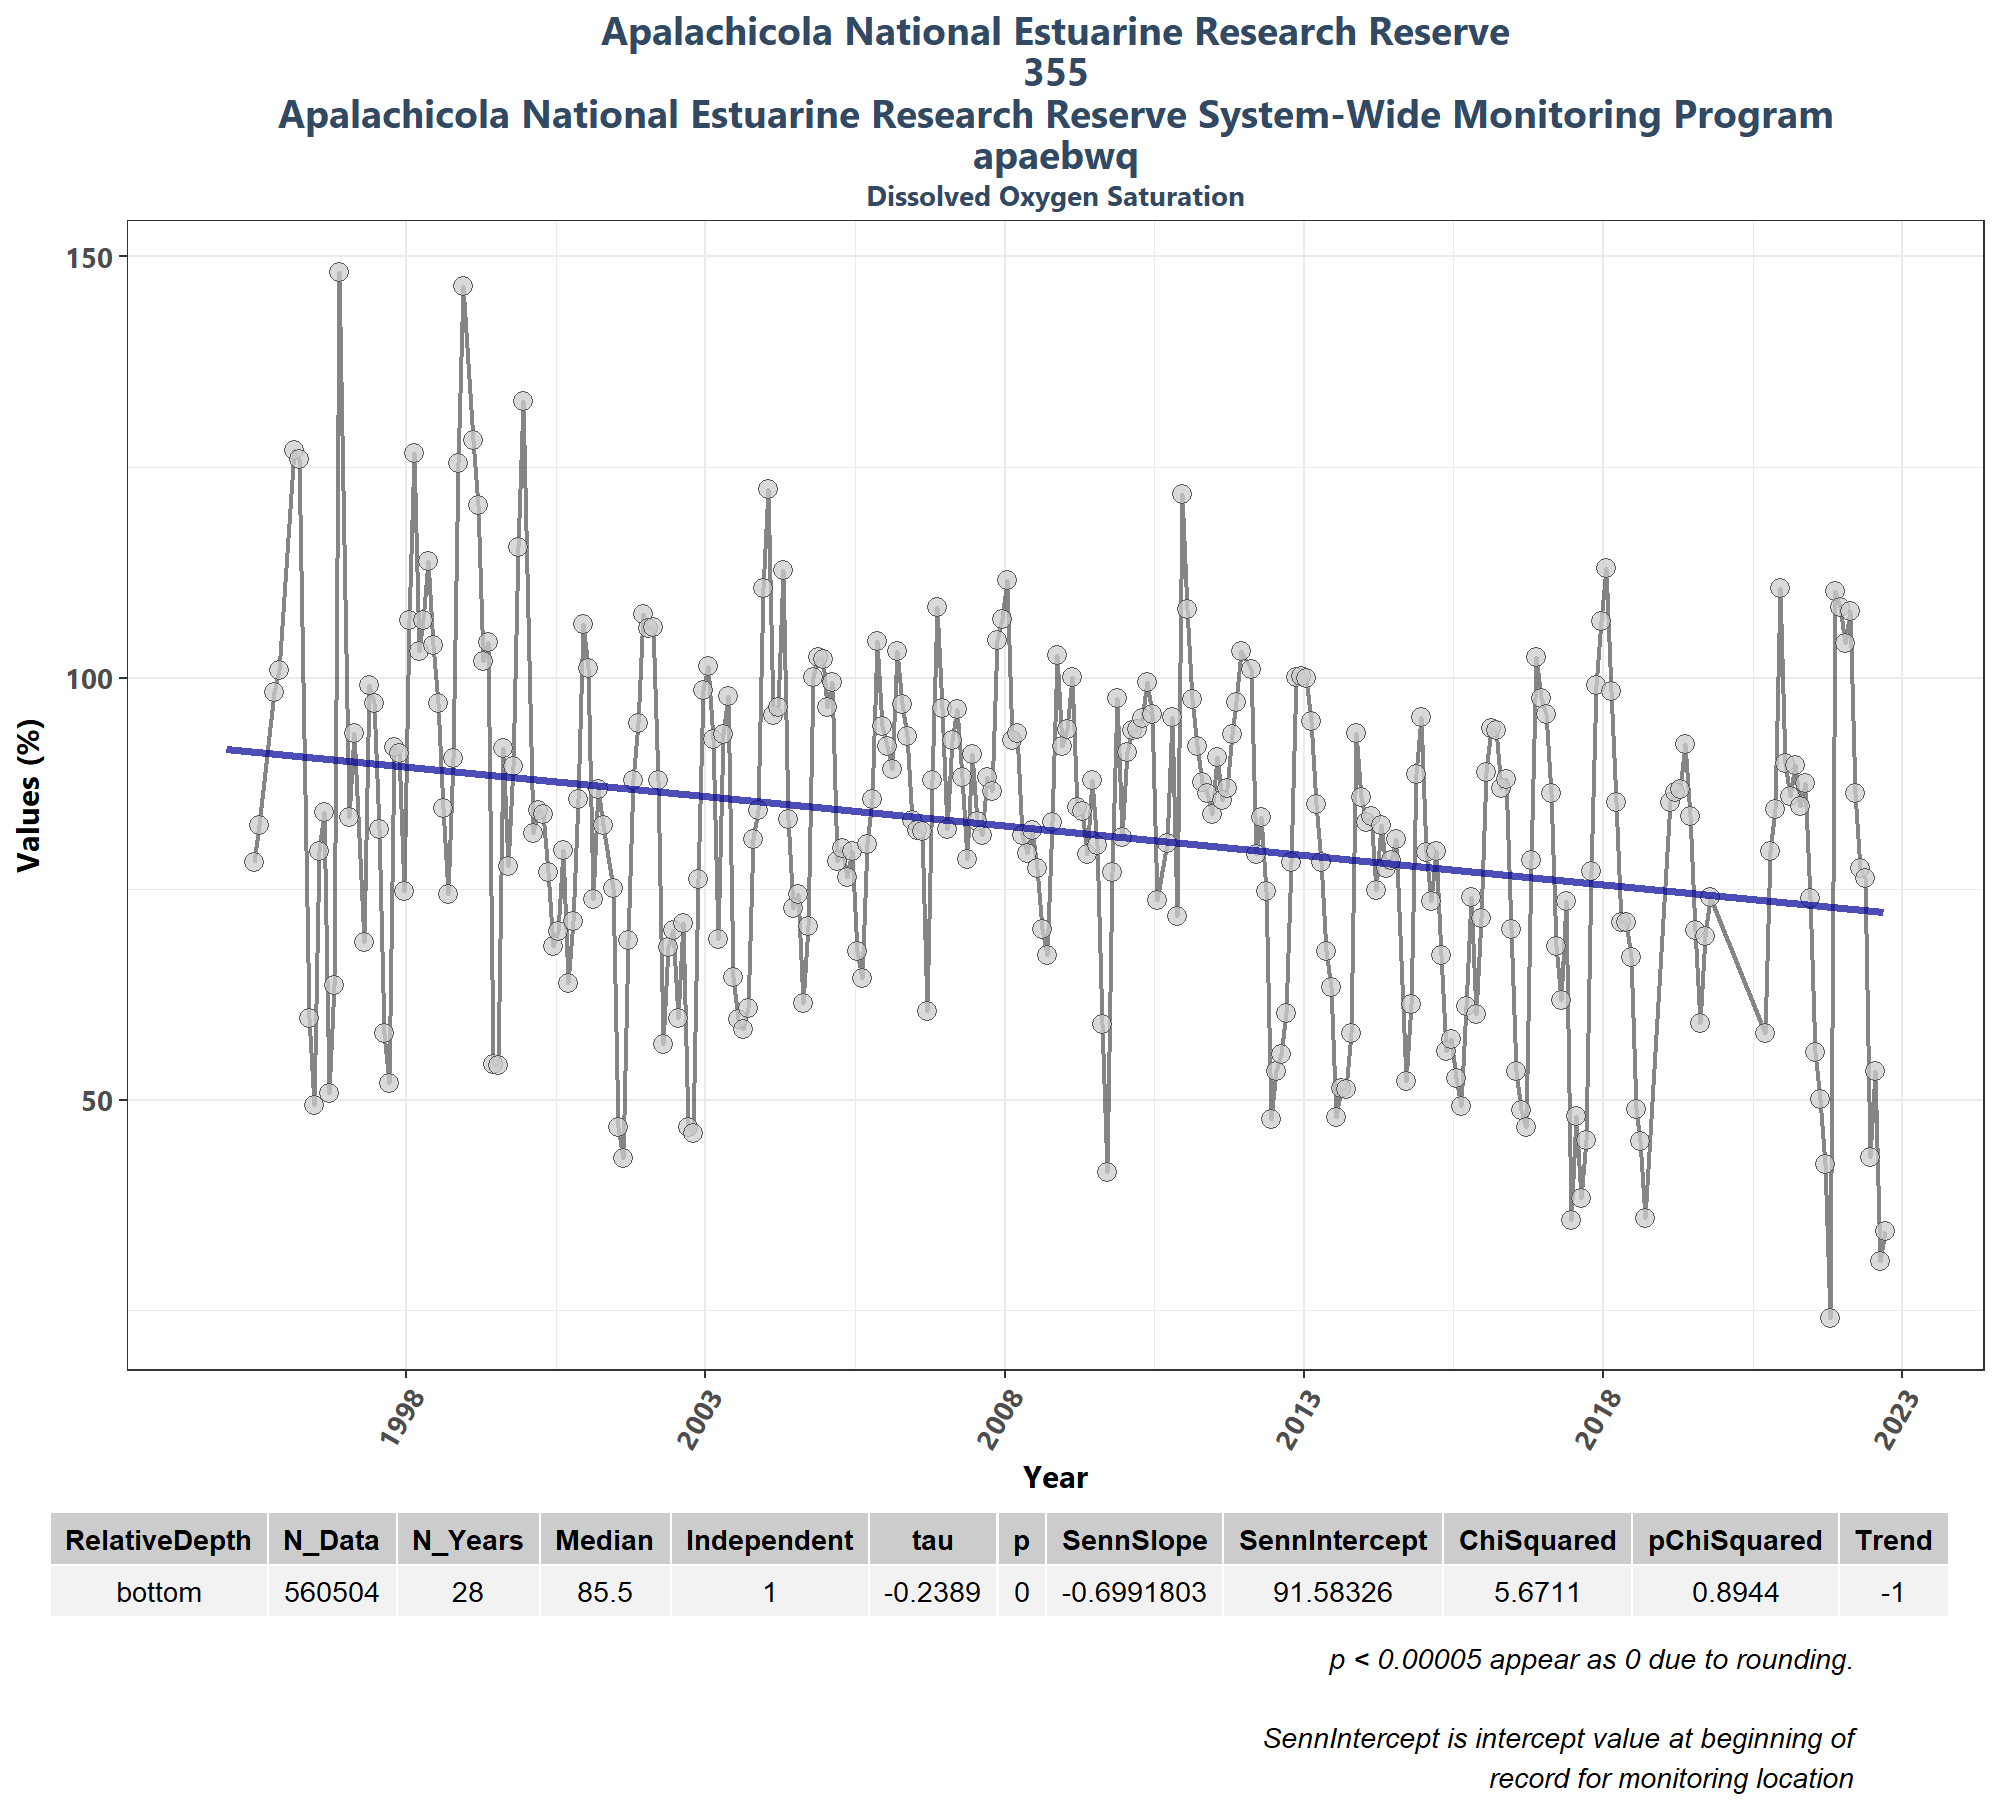 Apalachicola National Estuarine Research Reserve
355
Apalachicola National Estuarine Research Reserve System-Wide Monitoring Program
apaebwq
Dissolved Oxygen Saturation
150
100
50
Values (%)
1998 2003 2008 2013 2018 2023
Year
RelativeDepth N_Data N_Years Median Independent tau p SennSlope SennIntercept ChiSquared pChiSquared Trend
bottom 560504 28 85.5 1 -0.2389 0 -0.6991803 91.58326 5.6711 0.8944 -1
p < 0.00005 appear as 0 due to rounding.
SennIntercept is intercept value at beginning of
record for monitoring location